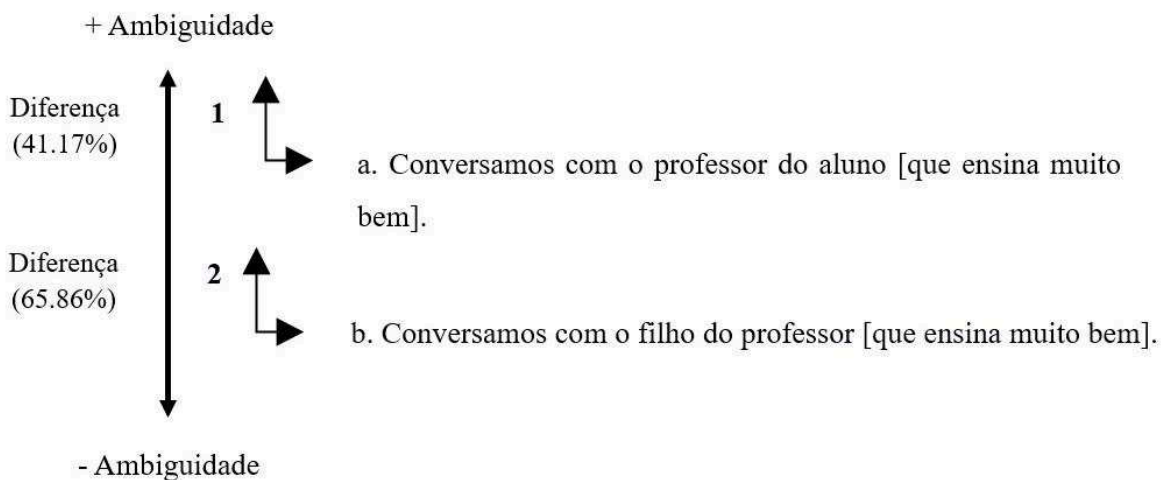 + Ambiguidade
Diferença
(41.17%)
1
a. Conversamos com o professor do aluno [que ensina muito
bem].
Diferença
(65.86%)
2
b. Conversamos com o filho do professor [que ensina muito bem].
- Ambiguidade